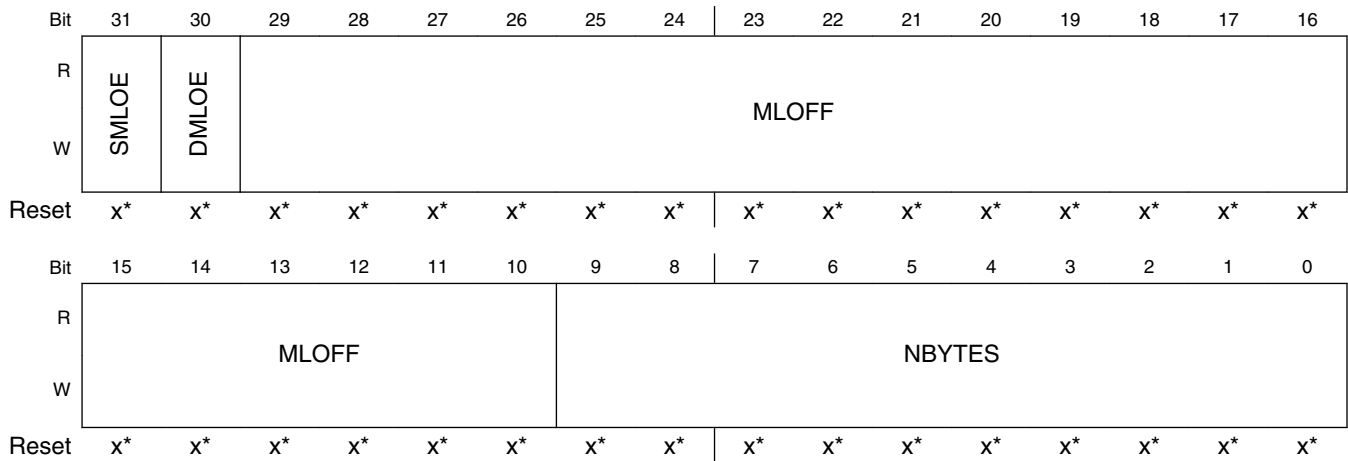 Bit 31 30 29 28 27 26 25 24 23 22 21 20 19 18 17 16
R
SMLOE DMLOE MLOFF
W
Reset x* x* x* x* x* x* x* x* x* x* x* x* x* x* x* x*
Bit 15 14 13 12 11 10 9 8 7 6 5 4 3 2 1 0
R
MLOFF NBYTES
W
Reset x* x* x* x* x* x* x* x* x* x* x* x* x* x* x* x*